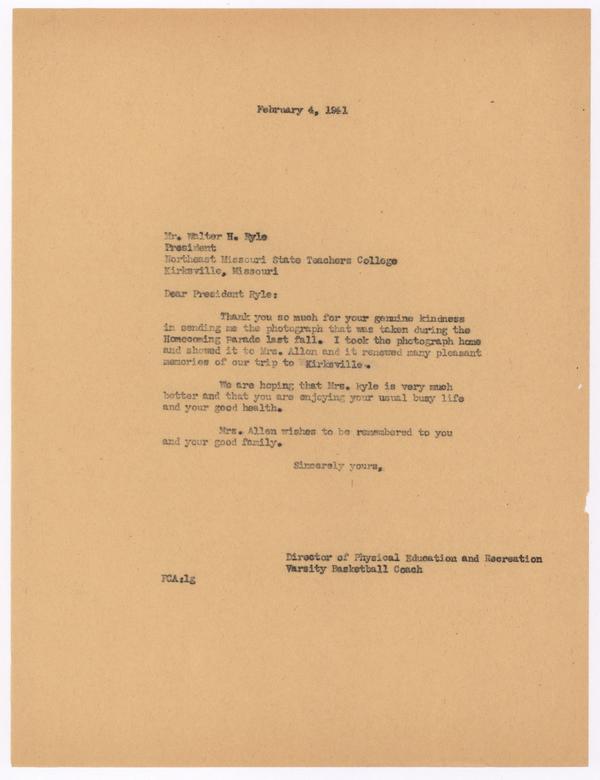 February 4, 1941
Mr. Walter H. Ryle
President
Northeast Missouri State Teachers College
Kirksville, Missouri
Dear President Ryle:
Thank you so much for your genuine kindness
in sending me the photograph that was taken during the
Homecoming Parade last fall. I took the photograph home
and showed it to Mrs. Allen and it renewed many pleasant
memories of our trip to Kirksville.
We are hoping that Mrs. Ryle is very much
better and that you are enjoying your usual busy life
and your good health.
Mrs. Allen wishes to be remembered to you
and your good family.
Sincerely yours,
Director of Physical Education and Recreation
Varsity Basketball Coach
FCA:lg